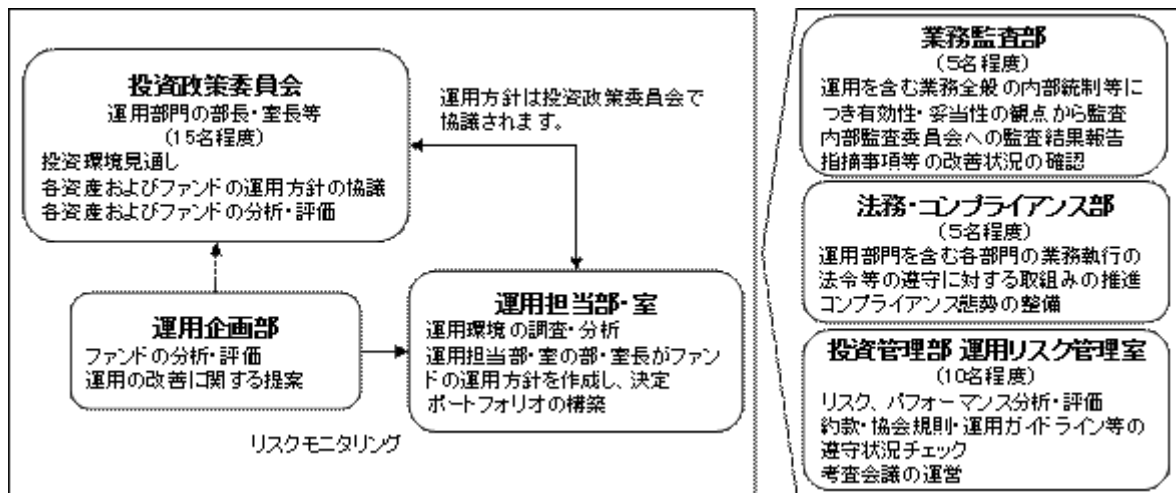 投資政策委員会
運用部門の部長・室長等
(15名程度)
投資環境見通し
各資産およびファンドの運用方針の協議
各資産およびファンドの分析・評価
運用方針は投資政策委員会で
協議されます。
運用企画部
ファンドの分析・評価
運用の改善に関する提案
運用担当部・室
運用環境の調査・分析
運用担当部・室の部・室長がファン
ドの運用方針を作成し、決定
ポートフォリオの構築
リスクモニタリング
業務監査部
(5名程度)
運用を含む業務全般の内部統制等に
つき有効性・妥当性の観点から監査
内部監査委員会への監査結果報告
指摘事項等の改善状況の確認
法務・コンプライアンス部
(5名程度)
運用部門を含む各部門の業務執行の
法令等の遵守に対する取組みの推進
コンプライアンス態勢の整備
投資管理部 運用リスク管理室
(10名程度)
リスク、パフォーマンス分析・評価
約款・協会規則・運用ガイドライン等の
遵守状況チェック
考査会議の運営